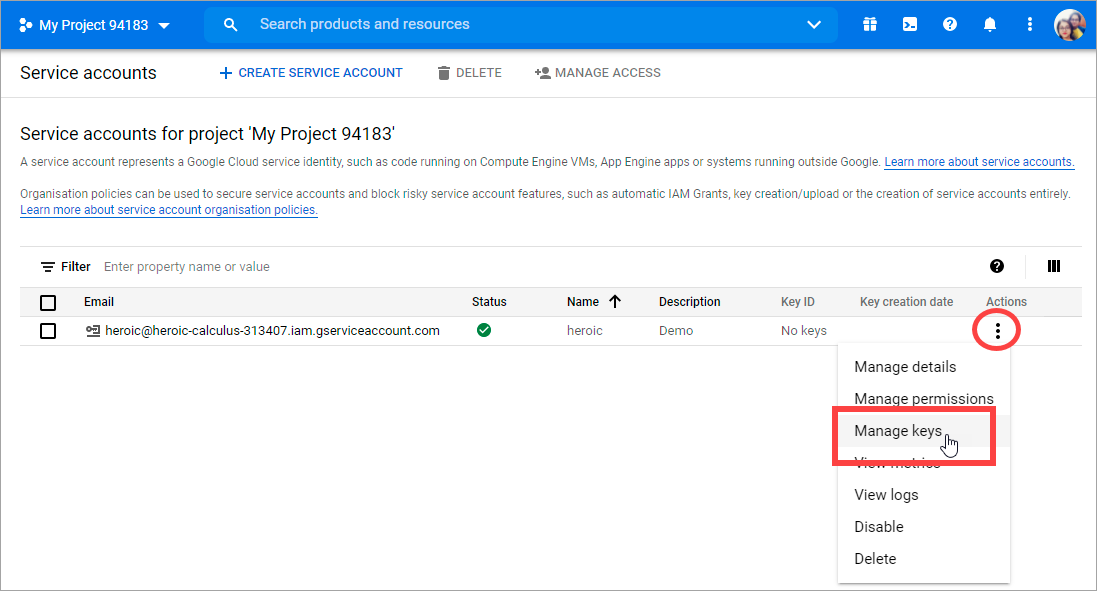 My Project 94183
Search products and resources
Service accounts
CREATE SERVICE ACCOUNT
DELETE
MANAGE ACCESS
Service accounts for project 'My Project 94183'
A service account represents a Google Cloud service identity, such as code running on Compute Engine VMs, App Engine apps or systems running outside Google. Learn more about service accounts.
Organisation policies can be used to secure service accounts and block risky service account features, such as automatic IAM Grants, key creation/upload or the creation of service accounts entirely.
Learn more about service account organisation policies.
Filter Enter property name or value
Email Status Name Description Key ID Key creation date Actions
heroic@heroic-calculus-313407.iam.gserviceaccount.com heroic Demo No keys
Manage details
Manage permissions
Manage keys
View metrics
View logs
Disable
Delete